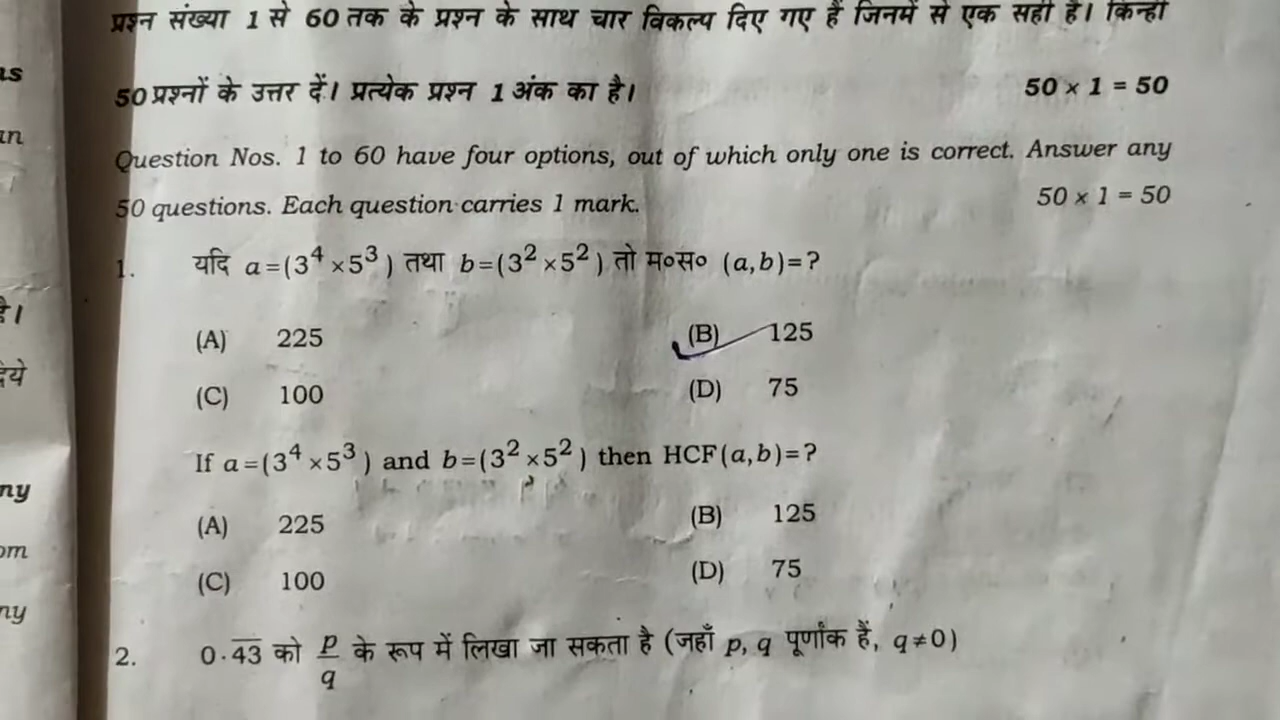 प्रश्न संख्या 1 से 60 तक के प्रश्न के साथ चार विकल्प दिए गए हैं जिनमें से एक सही है। किन्हीं
50 प्रश्नों के उत्तर दें। प्रत्येक प्रश्न 1 अंक का है। 50 × 1 = 50
Question Nos. 1 to 60 have four options, out of which only one is correct. Answer any
50 questions. Each question carries 1 mark. 50 × 1 = 50
1. यदि a=(3⁴×5³) तथा b=(3²×5²) तो म०स० (a,b)=?
(A) 225 (B) 125
(C) 100 (D) 75
If a=(3⁴×5³) and b=(3²×5²) then HCF(a,b)=?
(A) 225 (B) 125
(C) 100 (D) 75
2. 0·4̅3̅ को p/q के रूप में लिखा जा सकता है (जहाँ p, q पूर्णांक हैं, q≠0)